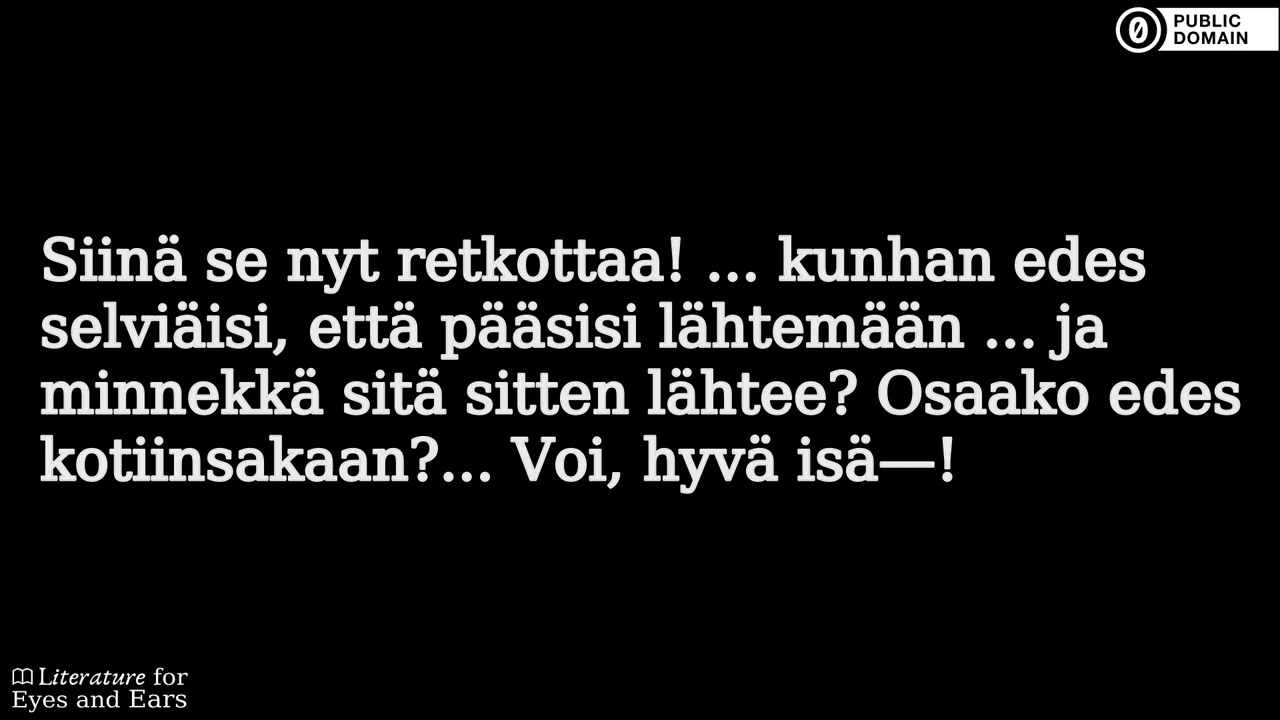 PUBLIC
DOMAIN
Siinä se nyt retkottaa! ... kunhan edes
selviäisi, että pääsisi lähtemään ... ja
minnekkä sitä sitten lähtee? Osaako edes
kotiinsakaan?... Voi, hyvä isä—!
Literature for
Eyes and Ears